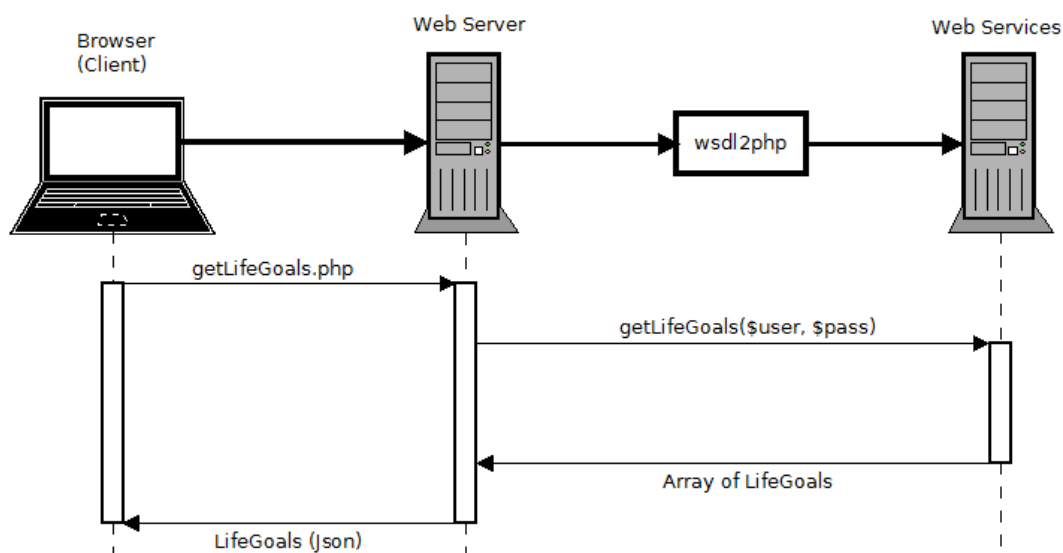 Browser
(Client)
Web Server
Web Services
wsdl2php
getLifeGoals.php
getLifeGoals($user, $pass)
Array of LifeGoals
LifeGoals (Json)